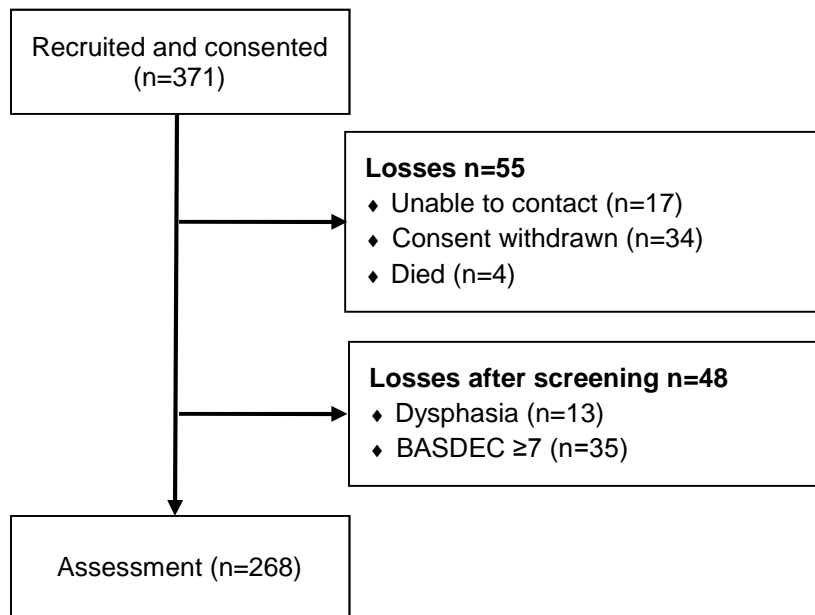 Recruited and consented
(n=371)
Losses n=55
♦ Unable to contact (n=17)
♦ Consent withdrawn (n=34)
♦ Died (n=4)
Losses after screening n=48
♦ Dysphasia (n=13)
♦ BASDEC ≥7 (n=35)
Assessment (n=268)